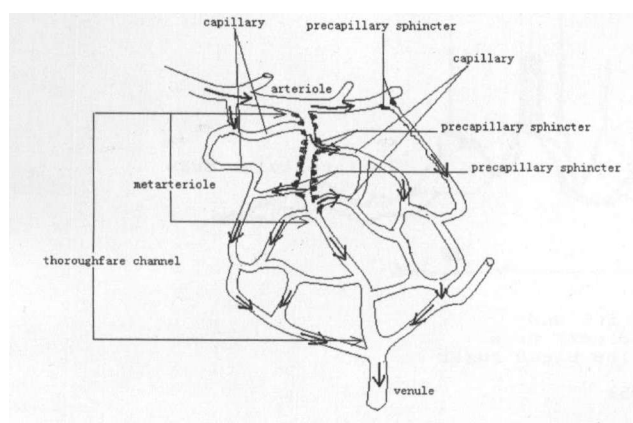 capillary
precapillary sphincter
capillary
arteriole
precapillary sphincter
precapillary sphincter
metarteriole
thoroughfare channel
venule